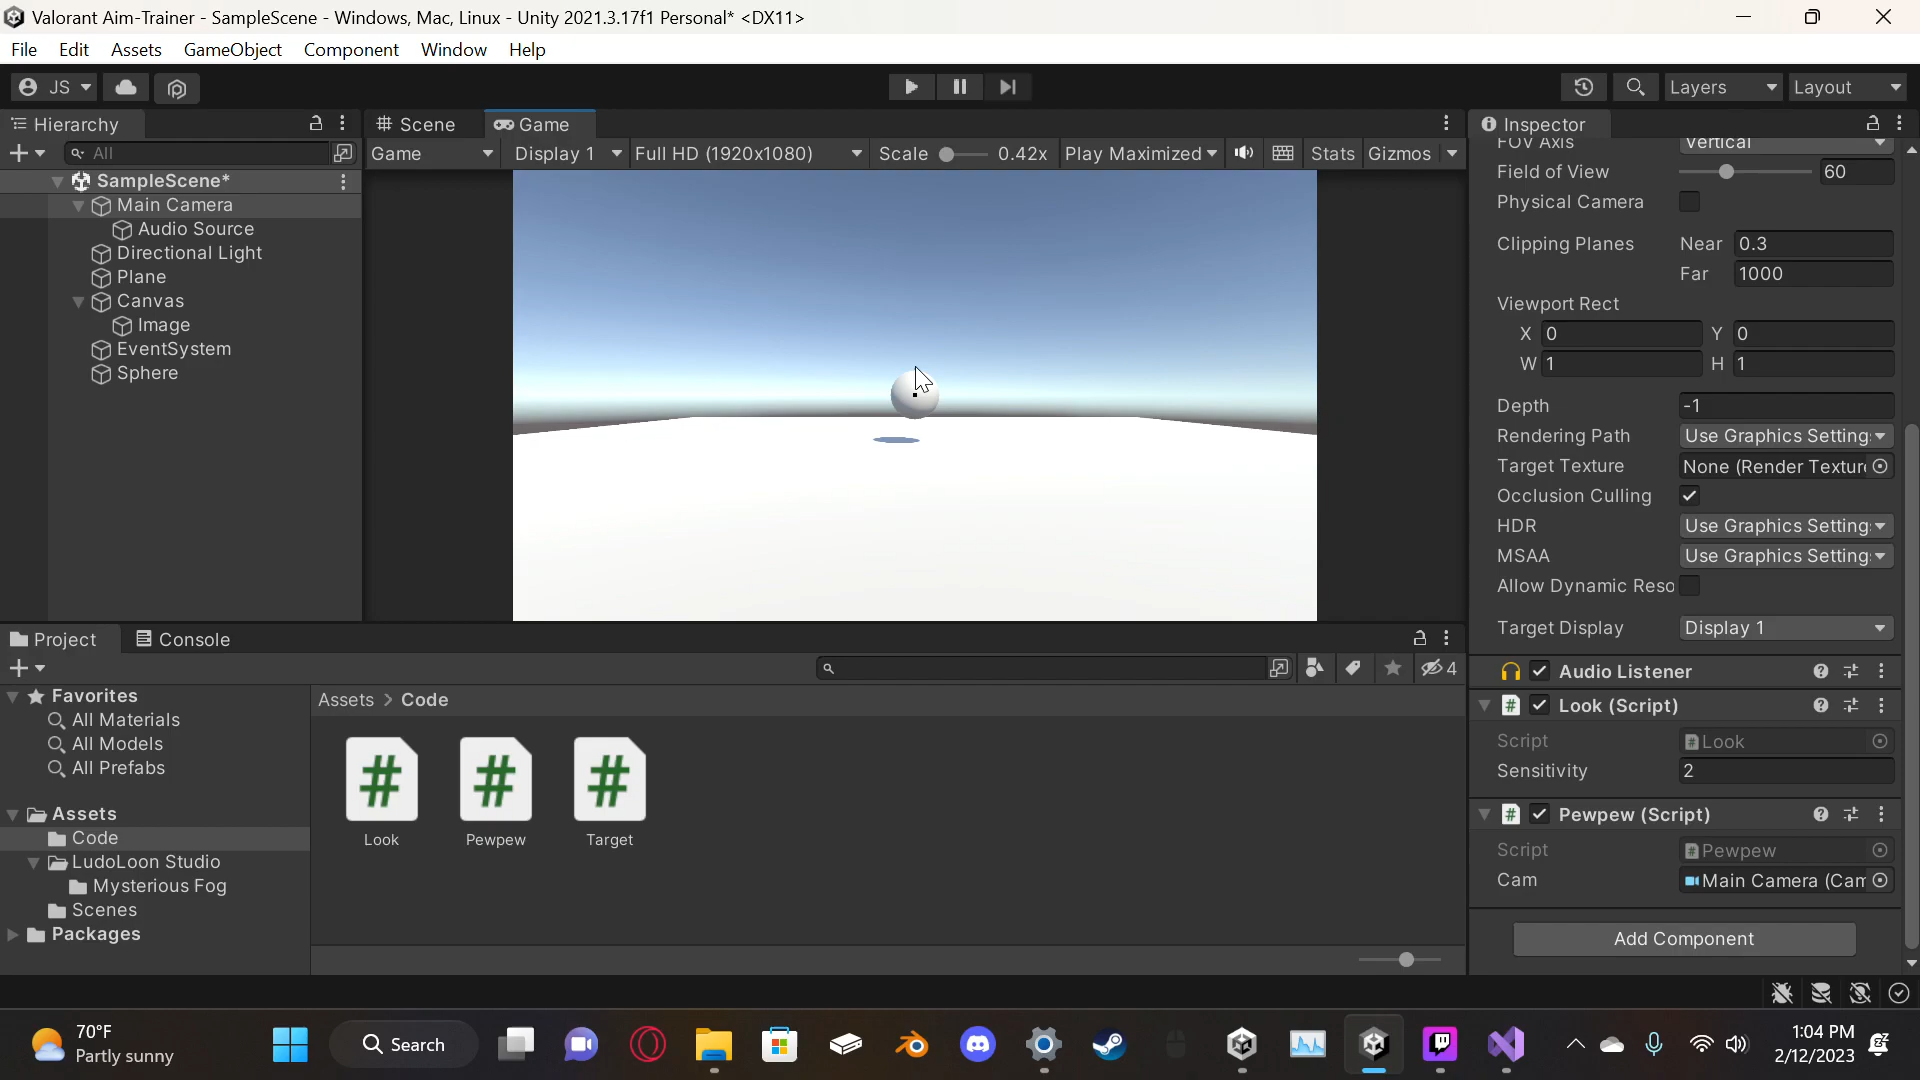 Valorant Aim-Trainer - SampleScene - Windows, Mac, Linux - Unity 2021.3.17f1 Personal* <DX11>
File Edit Assets GameObject Component Window Help
JS Layers Layout
Hierarchy
All
SampleScene*
Main Camera
Audio Source
Directional Light
Plane
Canvas
Image
EventSystem
Sphere
# Scene Game
Game Display 1 Full HD (1920x1080) Scale 0.42x Play Maximized Stats Gizmos
Inspector
FOV Axis Vertical
Field of View 60
Physical Camera
Clipping Planes Near 0.3
Far 1000
Viewport Rect
X 0 Y 0
W 1 H 1
Depth -1
Rendering Path Use Graphics Setting
Target Texture None (Render Textur
Occlusion Culling
HDR Use Graphics Setting
MSAA Use Graphics Setting
Allow Dynamic Reso
Target Display Display 1
Audio Listener
# Look (Script)
Script # Look
Sensitivity 2
# Pewpew (Script)
Script # Pewpew
Cam Main Camera (Cam
Add Component
Project Console
4
Favorites
All Materials
All Models
All Prefabs
Assets
Code
LudoLoon Studio
Mysterious Fog
Scenes
Packages
Assets > Code
# # #
Look Pewpew Target
70°F
Partly sunny
Search
1:04 PM
2/12/2023